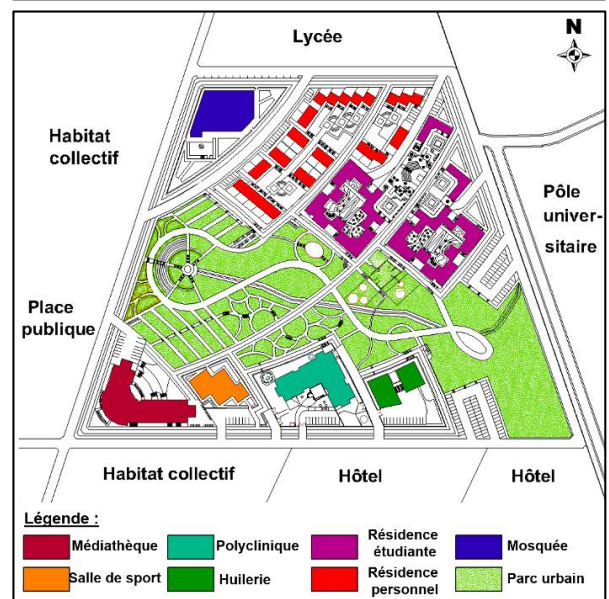 Lycée
N
Habitat
collectif
Pôle
univer-
sitaire
Place
publique
Habitat collectif
Hôtel
Hôtel
Légende :
Médiathèque
Polyclinique
Résidence
étudiante
Mosquée
Salle de sport
Huilerie
Résidence
personnel
Parc urbain